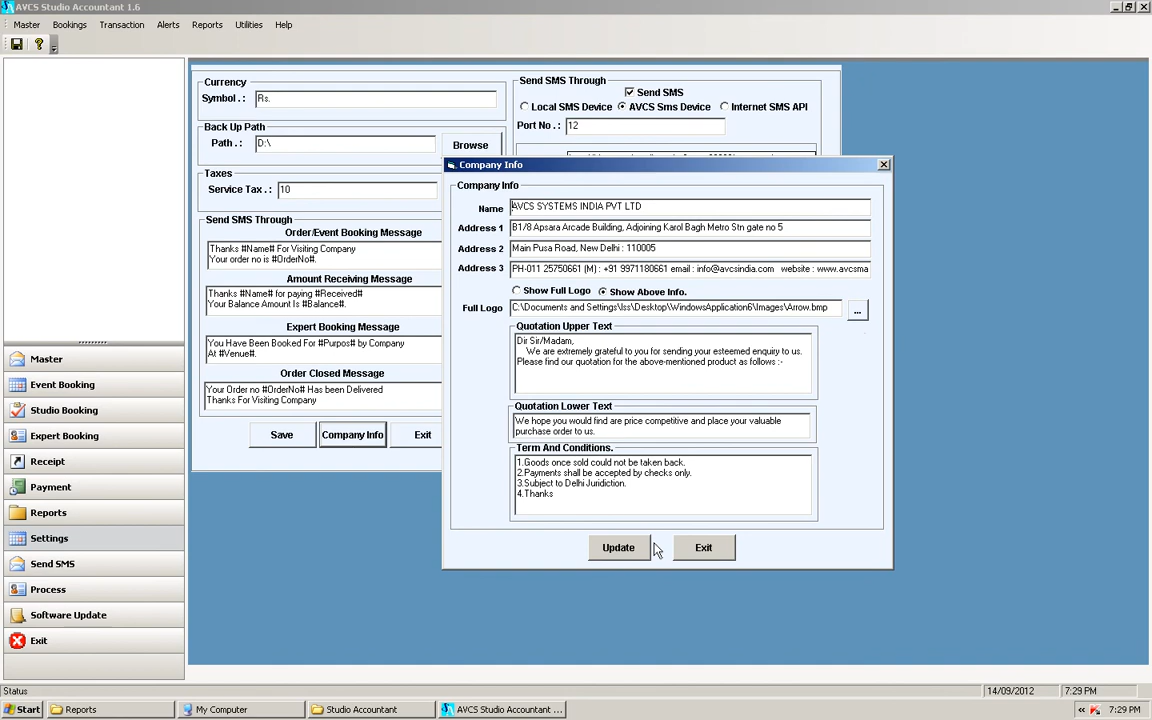 AVCS Studio Accountant 1.6
Master Bookings Transaction Alerts Reports Utilities Help
Currency
Symbol . : Rs.
Back Up Path
Path . : D:\ Browse
Taxes
Service Tax . : 10
Send SMS Through
Order/Event Booking Message
Thanks #Name# For Visiting Company
Your order no is #OrderNo#.
Amount Receiving Message
Thanks #Name# for paying #Received#
Your Balance Amount Is #Balance#.
Expert Booking Message
You Have Been Booked For #Purpos# by Company
At #Venue#.
Order Closed Message
Your Order no #OrderNo# Has been Delivered
Thanks For Visiting Company
Save Company Info Exit
Send SMS Through
Send SMS
Local SMS Device AVCS Sms Device Internet SMS API
Port No . : 12
Company Info
Company Info
Name AVCS SYSTEMS INDIA PVT LTD
Address 1 B1/8 Apsara Arcade Building, Adjoining Karol Bagh Metro Stn gate no 5
Address 2 Main Pusa Road, New Delhi : 110005
Address 3 PH-011 25750661 (M) : +91 9971180661 email : info@avcsindia.com website : www.avcsma
Show Full Logo Show Above Info.
Full Logo C:\Documents and Settings\Iss\Desktop\WindowsApplication6\Images\Arrow.bmp ...
Quotation Upper Text
Dir Sir/Madam,
We are extremely grateful to you for sending your esteemed enquiry to us.
Please find our quotation for the above-mentioned product as follows :-
Quotation Lower Text
We hope you would find are price competitive and place your valuable
purchase order to us.
Term And Conditions.
1.Goods once sold could not be taken back.
2.Payments shall be accepted by checks only.
3.Subject to Delhi Juridiction.
4.Thanks
Update Exit
Master
Event Booking
Studio Booking
Expert Booking
Receipt
Payment
Reports
Settings
Send SMS
Process
Software Update
Exit
Status 14/09/2012 7:29 PM
Start Reports My Computer Studio Accountant AVCS Studio Accountant ... « 7:29 PM